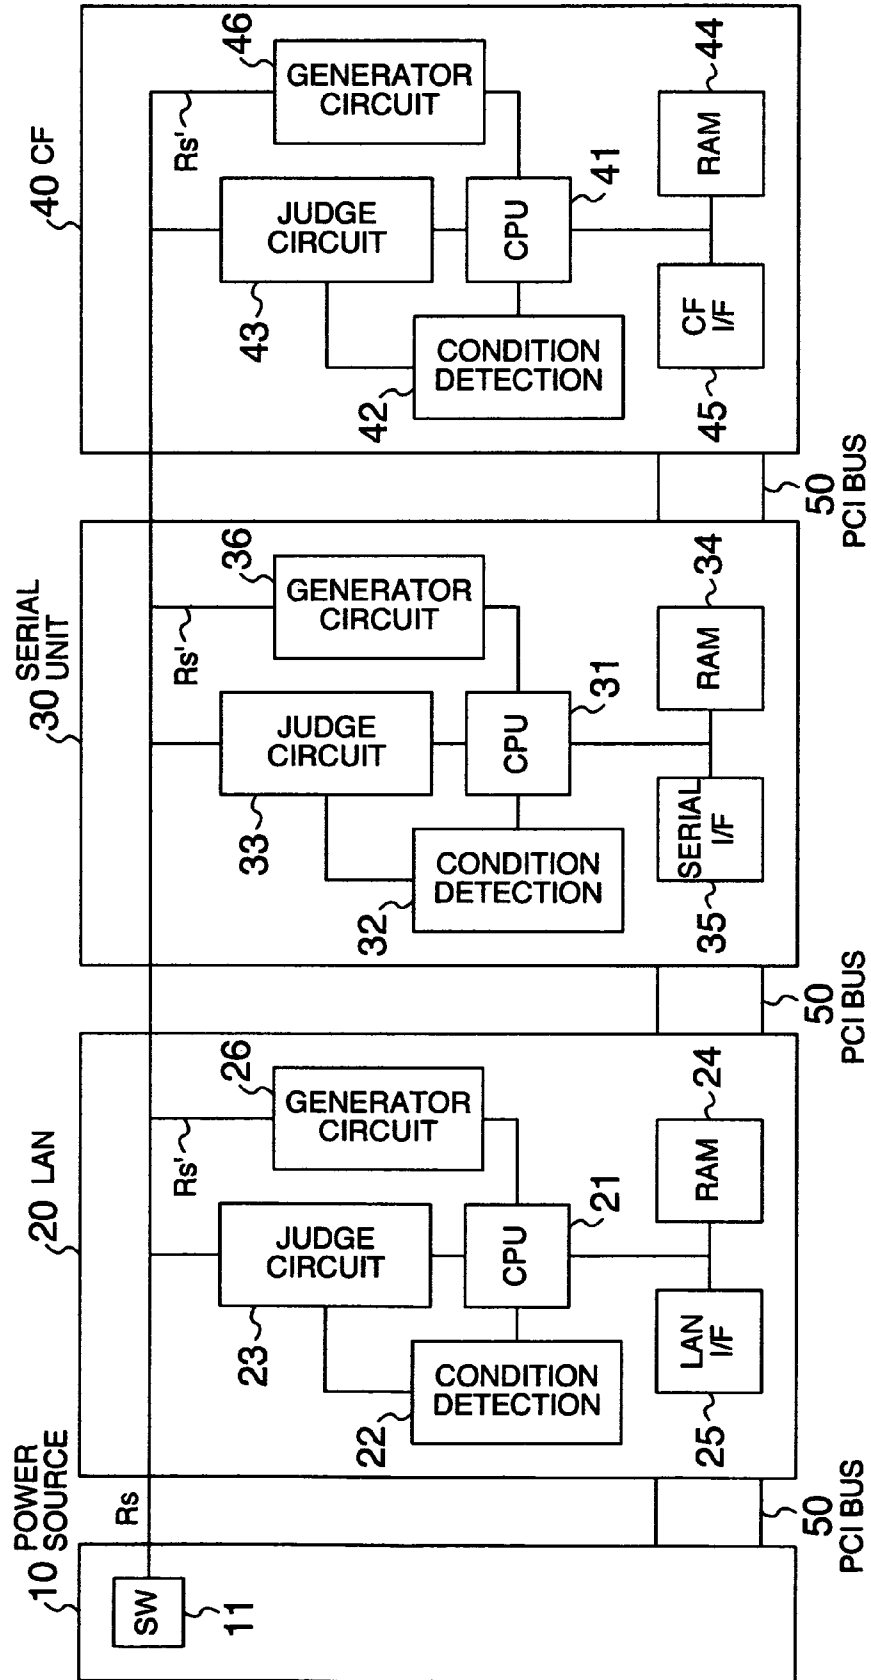 10 POWER
SOURCE
SW
11
Rs
50
PCI BUS
20 LAN
Rs'
26
GENERATOR
CIRCUIT
JUDGE
CIRCUIT
23
CPU
21
CONDITION
DETECTION
22
RAM
24
LAN
I/F
25
50
PCI BUS
30 SERIAL
UNIT
Rs'
36
GENERATOR
CIRCUIT
JUDGE
CIRCUIT
33
CPU
31
CONDITION
DETECTION
32
RAM
34
SERIAL
I/F
35
50
PCI BUS
40 CF
Rs'
46
GENERATOR
CIRCUIT
JUDGE
CIRCUIT
43
CPU
41
CONDITION
DETECTION
42
RAM
44
CF
I/F
45